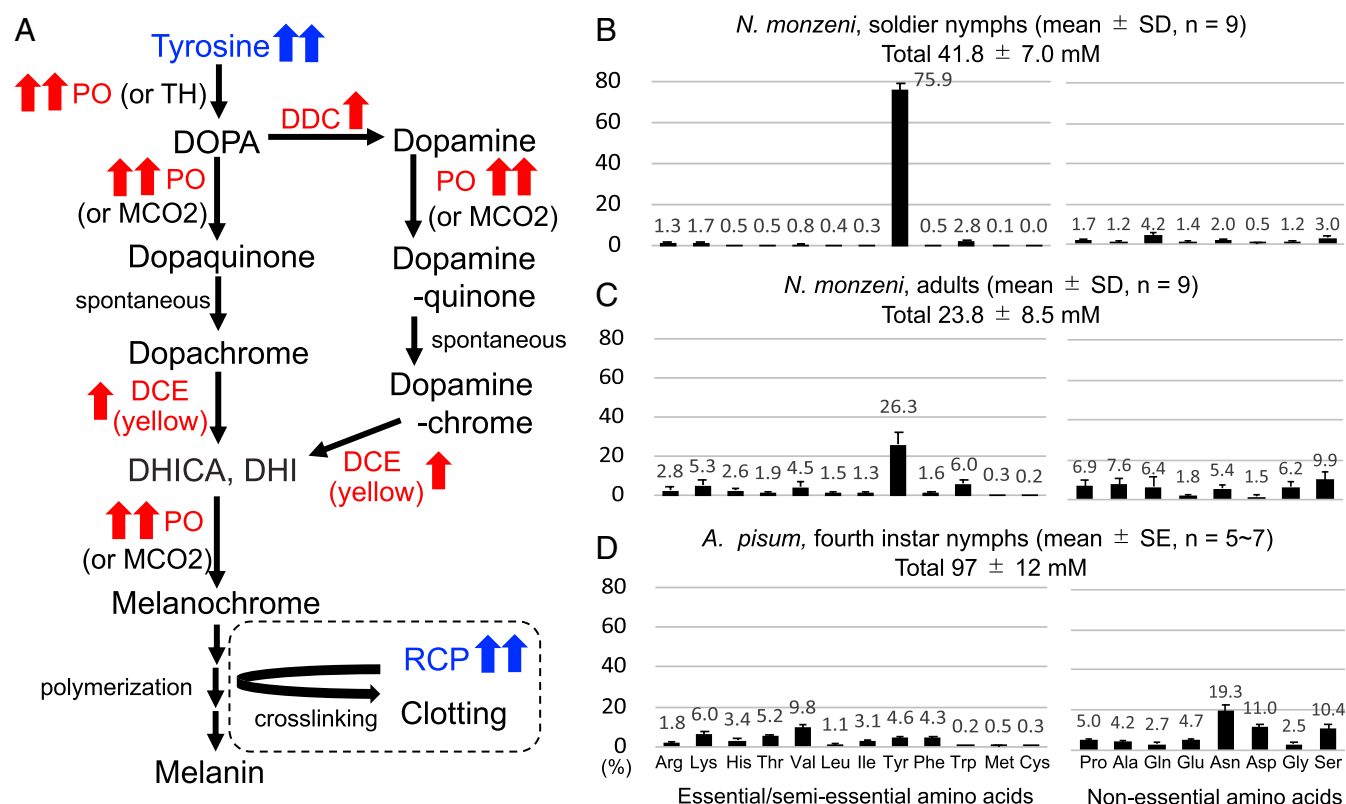 A
Tyrosine
PO (or TH)
DDC
DOPA
Dopamine
PO
(or MCO2)
PO
(or MCO2)
Dopaquinone
Dopamine
-quinone
spontaneous
spontaneous
Dopachrome
Dopamine
-chrome
DCE
(yellow)
DHICA, DHI
DCE
(yellow)
PO
(or MCO2)
Melanochrome
RCP
polymerization
crosslinking
Clotting
Melanin
B
N. monzeni, soldier nymphs (mean ± SD, n = 9)
Total 41.8 ± 7.0 mM
80
60
40
20
0
1.3 1.7 0.5 0.5 0.8 0.4 0.3 75.9 0.5 2.8 0.1 0.0
1.7 1.2 4.2 1.4 2.0 0.5 1.2 3.0
C
N. monzeni, adults (mean ± SD, n = 9)
Total 23.8 ± 8.5 mM
80
60
40
20
0
2.8 5.3 2.6 1.9 4.5 1.5 1.3 26.3 1.6 6.0 0.3 0.2
6.9 7.6 6.4 1.8 5.4 1.5 6.2 9.9
D
A. pisum, fourth instar nymphs (mean ± SE, n = 5~7)
Total 97 ± 12 mM
80
60
40
20
0
(%)
1.8 6.0 3.4 5.2 9.8 1.1 3.1 4.6 4.3 0.2 0.5 0.3
5.0 4.2 2.7 4.7 19.3 11.0 2.5 10.4
Arg Lys His Thr Val Leu Ile Tyr Phe Trp Met Cys
Pro Ala Gln Glu Asn Asp Gly Ser
Essential/semi-essential amino acids
Non-essential amino acids